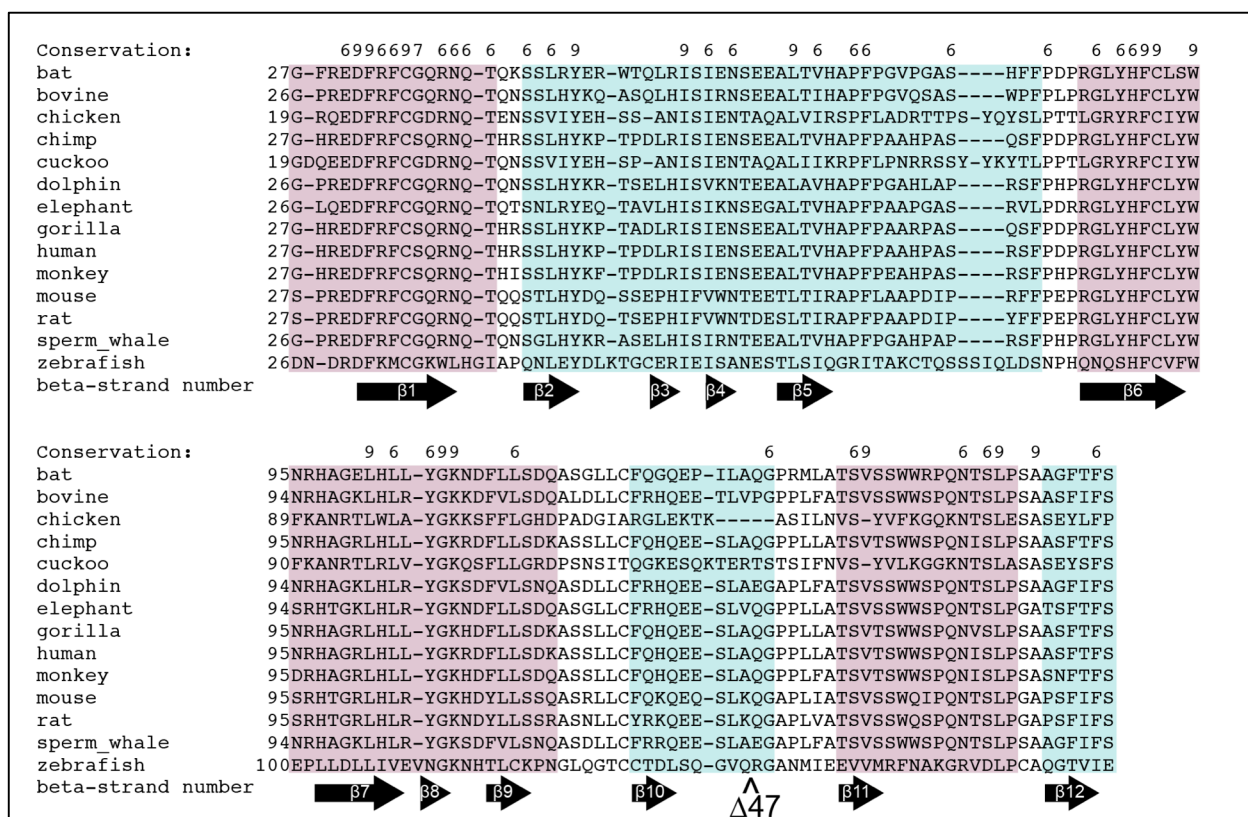 Conservation: 6996697 666 6 6 6 9 9 6 6 9 6 66 6 6 6 6699 9
bat 27G-FREDFRFCGQRNQ-TQKSSLRYER-WTQLRISIENSEEALTVHAPFPGVPGAS----HFFPDPRGLYHFCLSW
bovine 26G-PREDFRFCGQRNQ-TQNSSLHYKQ-ASQLHISIRNSEEALTIHAPFPGVQSAS----WPFPLPRGLYHFCLYW
chicken 19G-RQEDFRFCGDRNQ-TENSSVIYEH-SS-ANISIENTAQALVIRSPFLADRTTPS-YQYSLPTTLGRYRFCIYW
chimp 27G-HREDFRFCSQRNQ-THRSSLHYKP-TPDLRISIENSEEALTVHAPFPAAHPAS----QSFPDPRGLYHFCLYW
cuckoo 19GDQEEDFRFCGDRNQ-TQNSSVIYEH-SP-ANISIENTAQALIIKRPFLPNRRSSY-YKYTLPPTLGRYRFCIYW
dolphin 26G-PREDFRFCGQRNQ-TQNSSLHYKR-TSELHISVKNTEEALAVHAPFPGAHLAP----RSFPHPRGLYHFCLYW
elephant 26G-LQEDFRFCGQRNQ-TQTSNLRYEQ-TAVLHISIKNSEGALTVHAPFPAAPGAS----RVLPDRRGLYHFCLYW
gorilla 27G-HREDFRFCSQRNQ-THRSSLHYKP-TADLRISIENSEEALTVHAPFPAAHPAS----RQSFPDPRGLYHFCLYW
human 27G-HREDFRFCSQRNQ-THRSSLHYKP-TPDLRISIENSEEALTVHAPFPAAHPAS----RSFPDPRGLYHFCLYW
monkey 27G-HREDFRFCSQRNQ-THISSLHYKF-TPDLRISIENSEEALTVHAPFPEAHPAS----RSFPHPRGLYHFCLYW
mouse 27S-PREDFRFCGQRNQ-TQQSTLHYDQ-SSEPHIFVWNTEETLTIRAPFLAAPDIP----RFFPEPRGLYHFCLYW
rat 27S-PREDFRFCGQRNQ-TQQSTLHYDQ-TSEPHIFVWNTDESLTIRAPFPAAPDIP----YFFPEPRGLYHFCLYW
sperm_whale 26G-PREDFRFCGQRNQ-TQNSGLHYKR-ASELHISIRNTEEALTVHAPFPGAHPAS----RFFPHPRGLYHFCLYW
zebrafish 26DN-DRDFKMCGKWLHGIAPQNLEYDLKTGCERIEISANESTLSIQGRITAKCTQSSSIQLDSNPHQNQSHFCVFW
beta-strand number β1 β2 β3 β4 β5 β6
Conservation: 9 6 699 6 6 69 6 69 9 6
bat 95NRHAGELHLL-YGKNDFLLSDQASGLLCFQGQEP-ILAQGPRMLATSVSSWWRPQNTSLPSAAGFTFS
bovine 94NRHAGKLHLR-YGKKDFVLSDQALDLLCFRHQEE-TLVPGPPLFATSVSSWWSPQNTSLPSAAGFIFS
chicken 89FKANRTLWLA-YGKKSFFLGHDPADGIARGLEKTK-----ASILNVS-YVFKGQKNTSLESASEYLFP
chimp 95NRHAGRLHLL-YGKHDFLLSDKASSLLCFQHQEE-SLAQGPPLLATSVTSWWSPQNISLPSAASFTFS
cuckoo 90FKANRTLRLV-YGKQSFLLGRDPSNSITQGKESQKTERTSTSIFNVS-YVLKGGKNTSLASASEYSFS
dolphin 94NRHAGKLHLR-YGKSDFVLSNQASDLLCFRHQEE-SLAEGAPLFATSVSSWWSPQNTSLPSAAGFIFS
elephant 94SRHTGKLHLR-YGKNDFLLSDQASGLLCFRHQEE-SLVQGPPLLATSVSSWWSPQNTSLPGATSFTFS
gorilla 95NRHAGRLHLL-YGKHDFLLSDKASSLLCFQHQEE-SLAQGPPLLATSVTSWWSPQNVSLPSAASFTFS
human 95NRHAGRLHLL-YGKHDFLLSDKASSLLCFQHQEE-SLAQGPPLLATSVTSWWSPQNISLPSAASFTFS
monkey 95DRHAGRLHLL-YGKHDFLLSDKASSLLCFQHQEE-SLAQGPPLLATSVTSWWSPQNISLPSASNFTFS
mouse 95SRHTGRLHLR-YGKHDYLLSSQASRLLCFQKQEQ-SLKQGAPLIATSVSSWQIPQNTSLPGAPSFIFS
rat 95SRHTGRLHLR-YGKNDYLLSSRASNLLCYRKQEE-SLKQGAPLVATSVSSWQSPQNTSLPGAPSFIFS
sperm_whale 94NRHAGKLHLR-YGKSDFVLSNQASDLLCFRRQEE-SLAEGAPLFATSVSSWWSPQNTSLPSAAGFIFS
zebrafish 100EPLLDLLIVEVNGKNHTLCKPNGLQGTCCTDLSQ-GVQRGANMIEEVVMRFNAKGRVDLPCAQGTVIE
beta-strand number β7 β8 β9 β10 β11 β12
^
Δ47